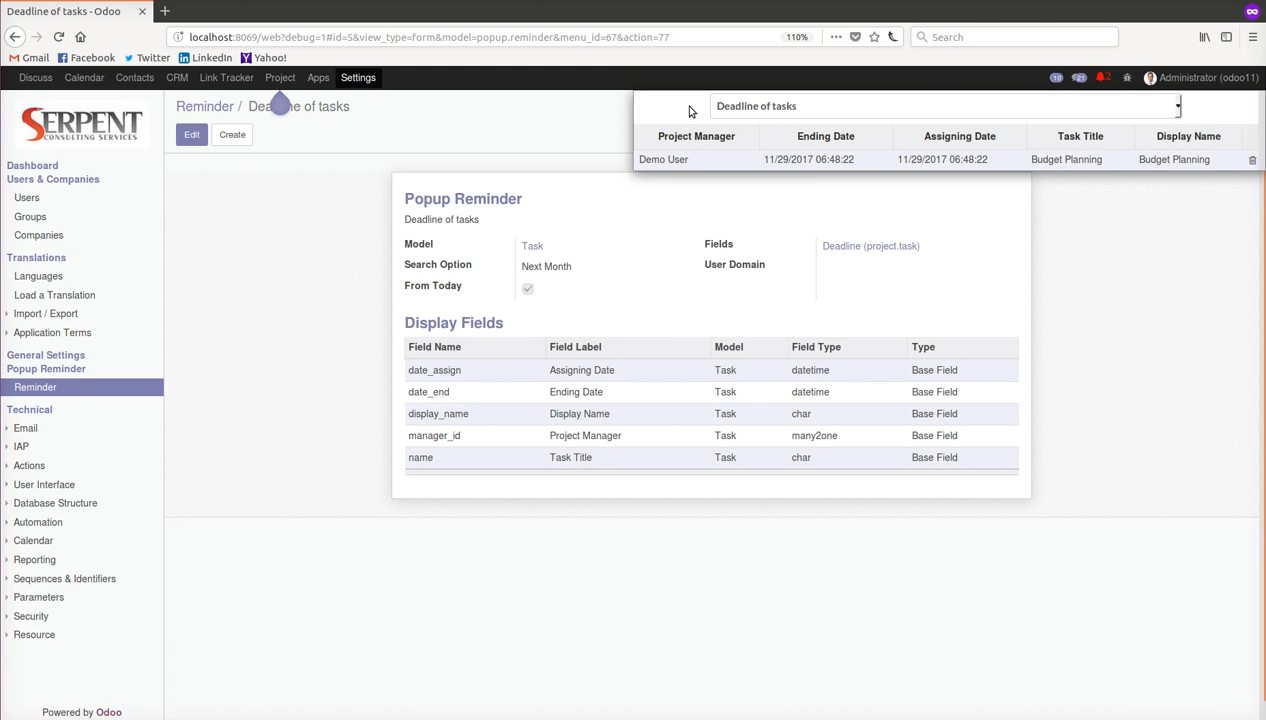 Deadline of tasks - Odoo
localhost:8069/web?debug=1#id=5&view_type=form&model=popup.reminder&menu_id=67&action=77
110%
Search
Gmail Facebook Twitter LinkedIn Yahoo!
Discuss Calendar Contacts CRM Link Tracker Project Apps Settings
10 21 2 Administrator (odoo11)
SERPENT
CONSULTING SERVICES
Dashboard
Users & Companies
Users
Groups
Companies
Translations
Languages
Load a Translation
Import / Export
Application Terms
General Settings
Popup Reminder
Reminder
Technical
Email
IAP
Actions
User Interface
Database Structure
Automation
Calendar
Reporting
Sequences & Identifiers
Parameters
Security
Resource
Powered by Odoo
Reminder / Deadline of tasks
Edit Create
Deadline of tasks
Project Manager Ending Date Assigning Date Task Title Display Name
Demo User 11/29/2017 06:48:22 11/29/2017 06:48:22 Budget Planning Budget Planning
Popup Reminder
Deadline of tasks
Model Task Fields Deadline (project.task)
Search Option Next Month User Domain
From Today
Display Fields
Field Name Field Label Model Field Type Type
date_assign Assigning Date Task datetime Base Field
date_end Ending Date Task datetime Base Field
display_name Display Name Task char Base Field
manager_id Project Manager Task many2one Base Field
name Task Title Task char Base Field